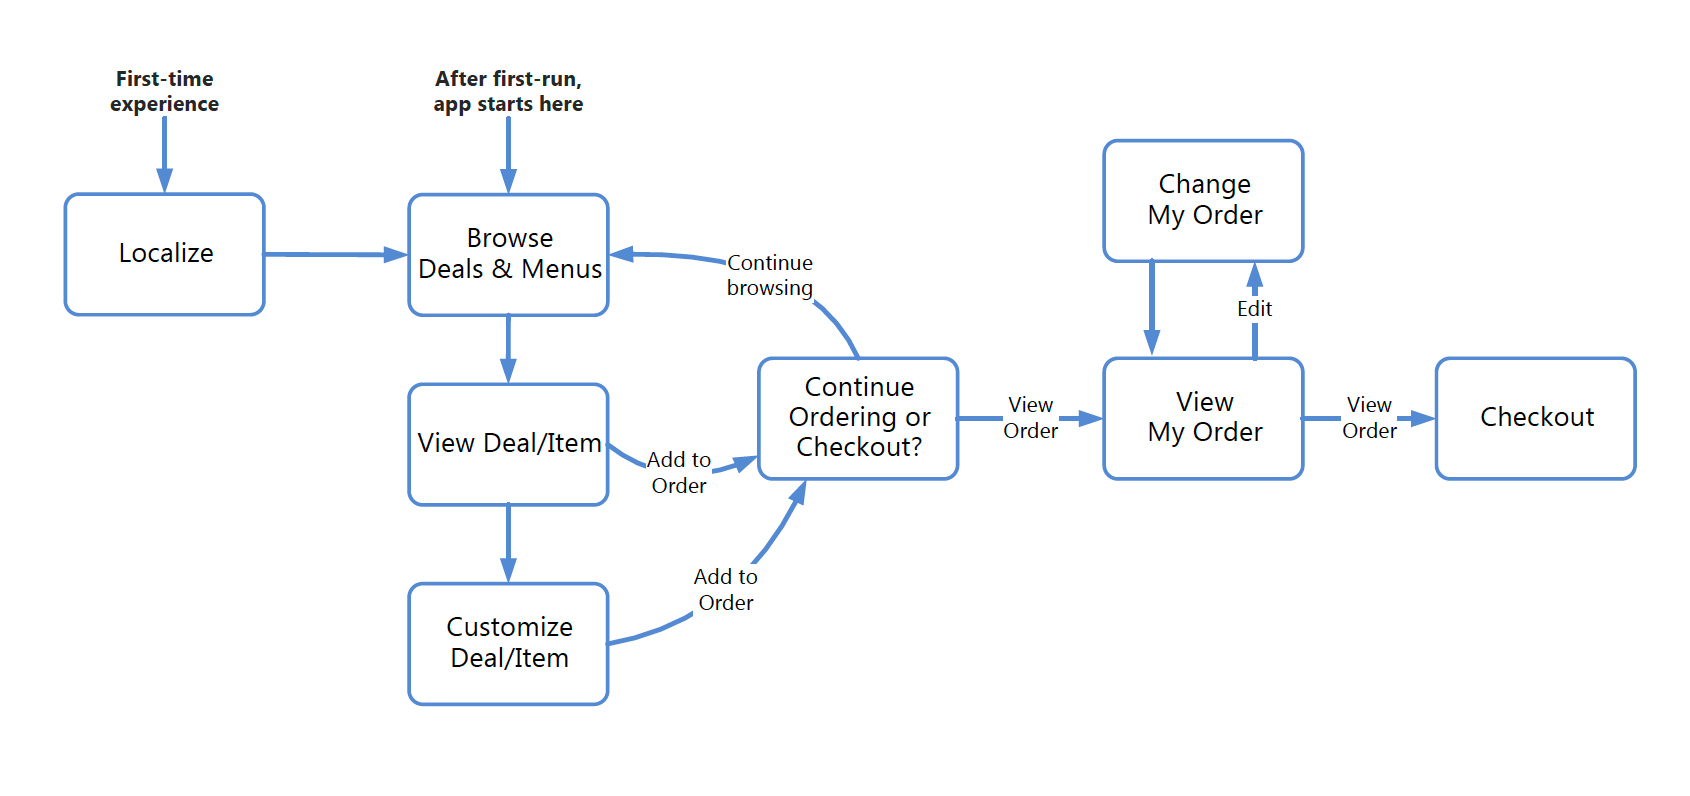 First-time
experience
After first-run,
app starts here
Localize
Browse
Deals & Menus
Continue
browsing
View Deal/Item
Add to
Order
Customize
Deal/Item
Add to
Order
Continue
Ordering or
Checkout?
View
Order
Change
My Order
Edit
View
My Order
View
Order
Checkout